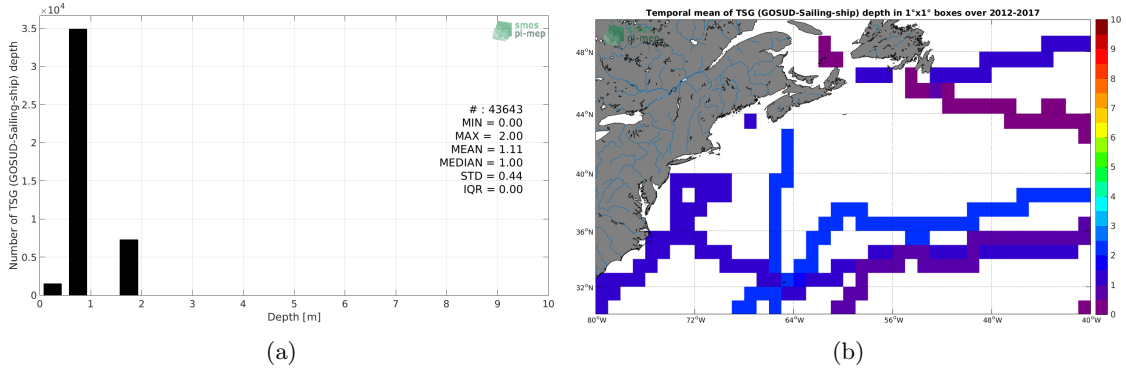 ×10⁴
smos
pi-mep
4
3.5
3
2.5
2
1.5
1
0.5
0
Number of TSG (GOSUD-Sailing-ship) depth
# : 43643
MIN = 0.00
MAX = 2.00
MEAN = 1.11
MEDIAN = 1.00
STD = 0.44
IQR = 0.00
0 1 2 3 4 5 6 7 8 9 10
Depth [m]
(a)
Temporal mean of TSG (GOSUD-Sailing-ship) depth in 1°x1° boxes over 2012-2017
smos
pi-mep
48°N
44°N
40°N
36°N
32°N
80°W 72°W 64°W 56°W 48°W 40°W
10
9
8
7
6
5
4
3
2
1
0
(b)